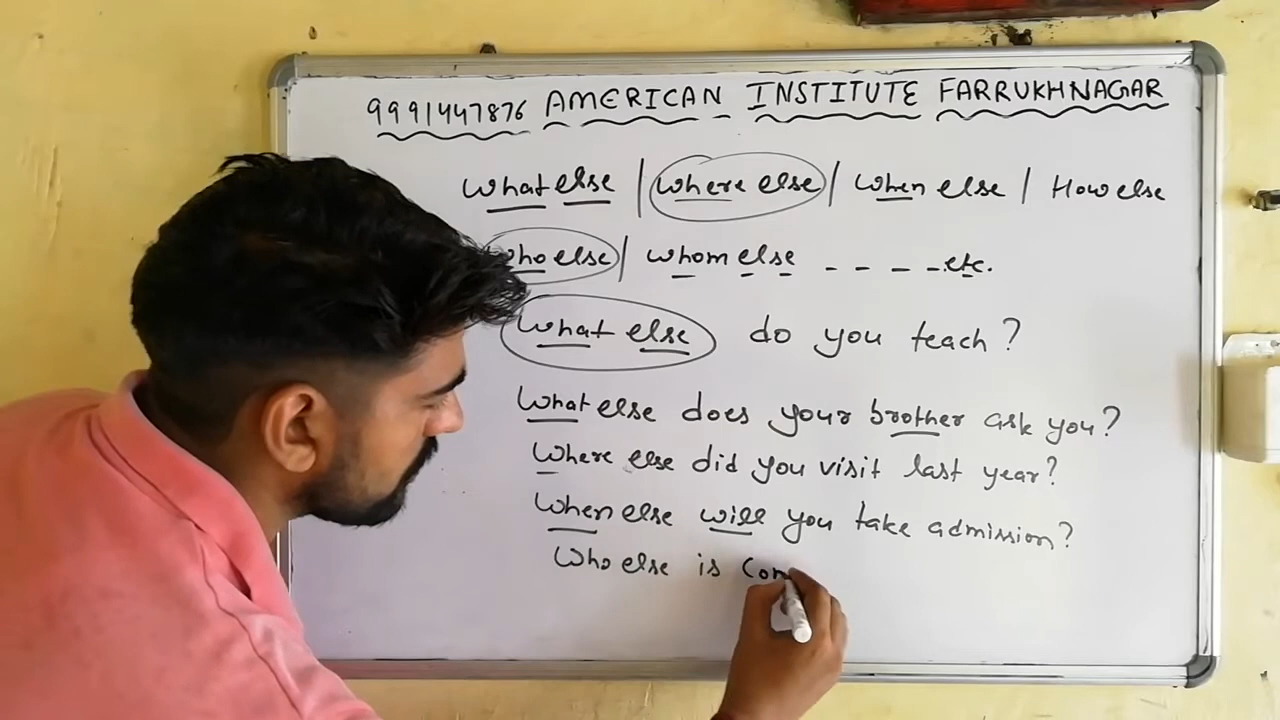 9991447876 AMERICAN INSTITUTE FARRUKHNAGAR
What else | Where else | When else | How else
Who else | Whom else - - - - - etc.
What else do you teach?
What else does your brother ask you?
Where else did you visit last year?
When else will you take admission?
Who else is